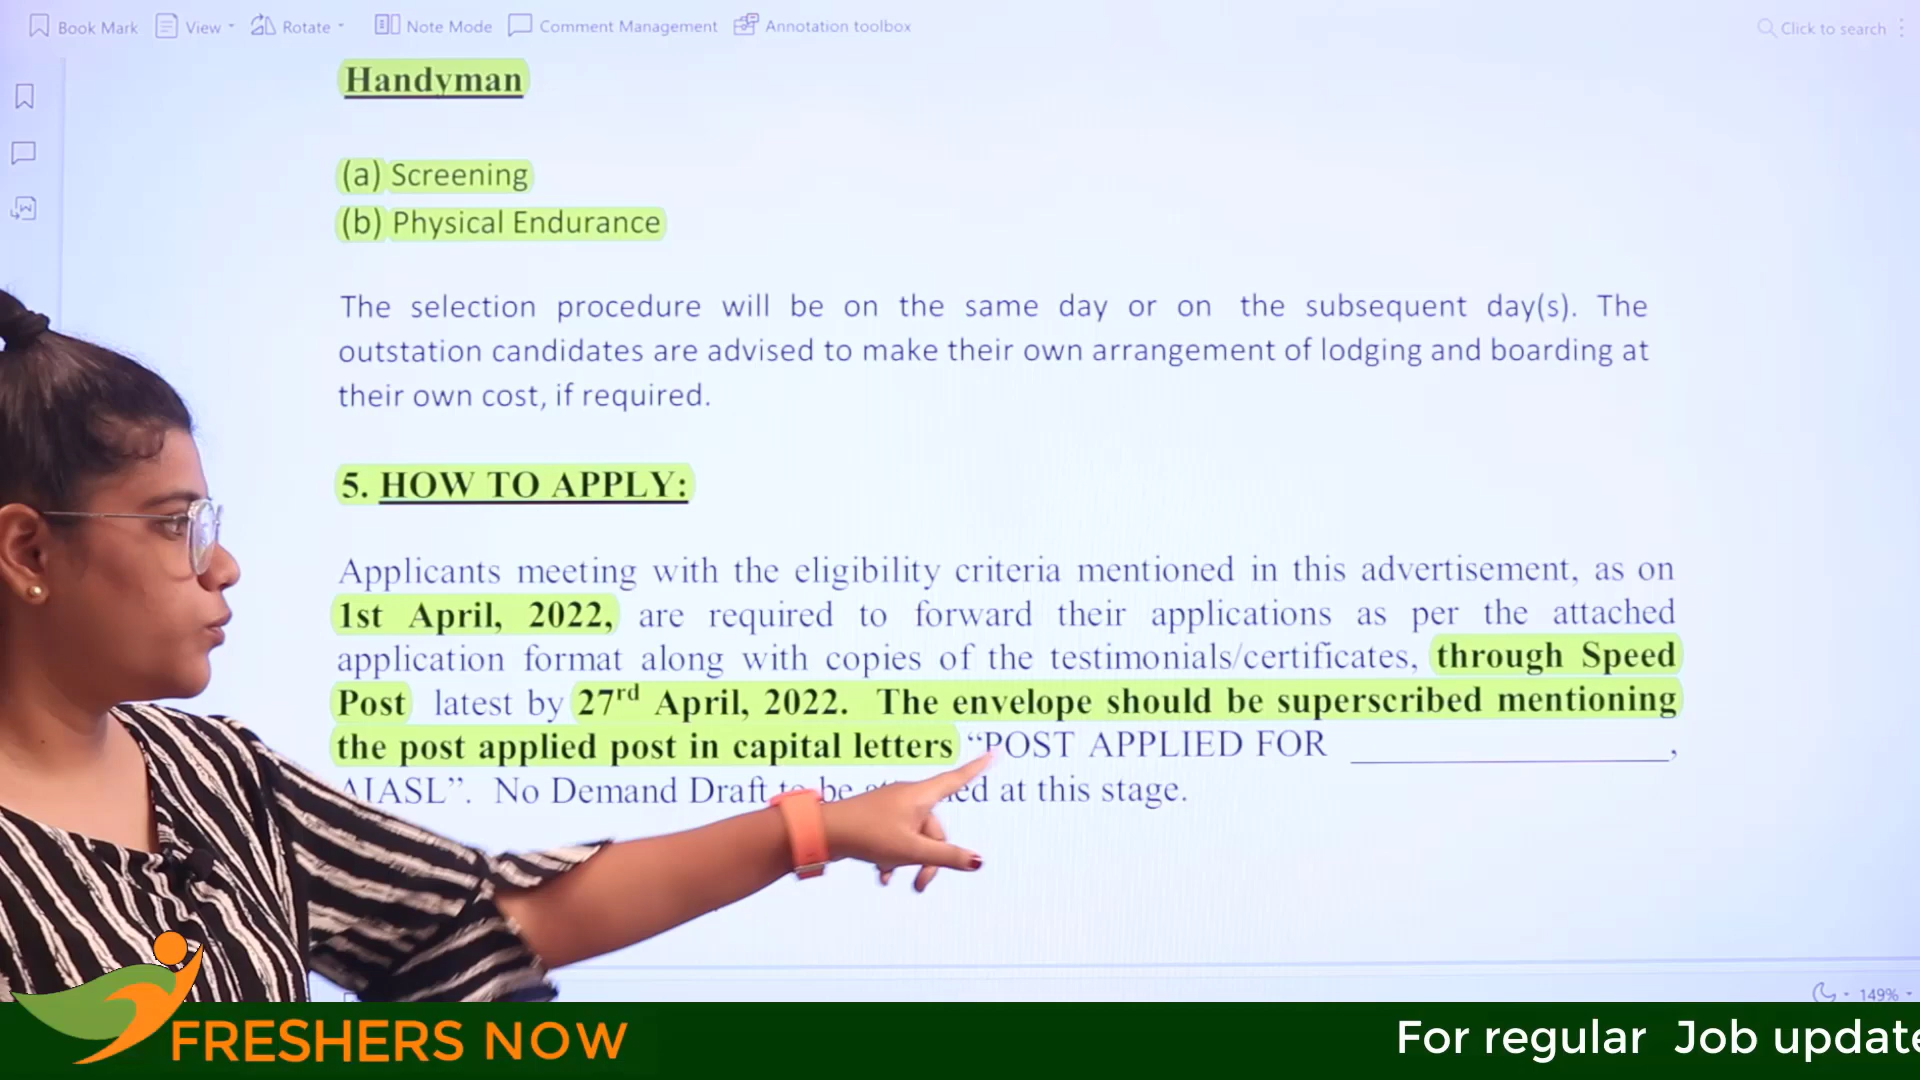 Book Mark View Rotate Note Mode Comment Management Annotation toolbox Click to search
Handyman
(a) Screening
(b) Physical Endurance
The selection procedure will be on the same day or on the subsequent day(s). The
outstation candidates are advised to make their own arrangement of lodging and boarding at
their own cost, if required.
5. HOW TO APPLY:
Applicants meeting with the eligibility criteria mentioned in this advertisement, as on
1st April, 2022, are required to forward their applications as per the attached
application format along with copies of the testimonials/certificates, through Speed
Post latest by 27rd April, 2022. The envelope should be superscribed mentioning
the post applied post in capital letters “POST APPLIED FOR ____________________,
AIASL”. No Demand Draft to be at this stage.
149%
FRESHERS NOW
For regular Job update